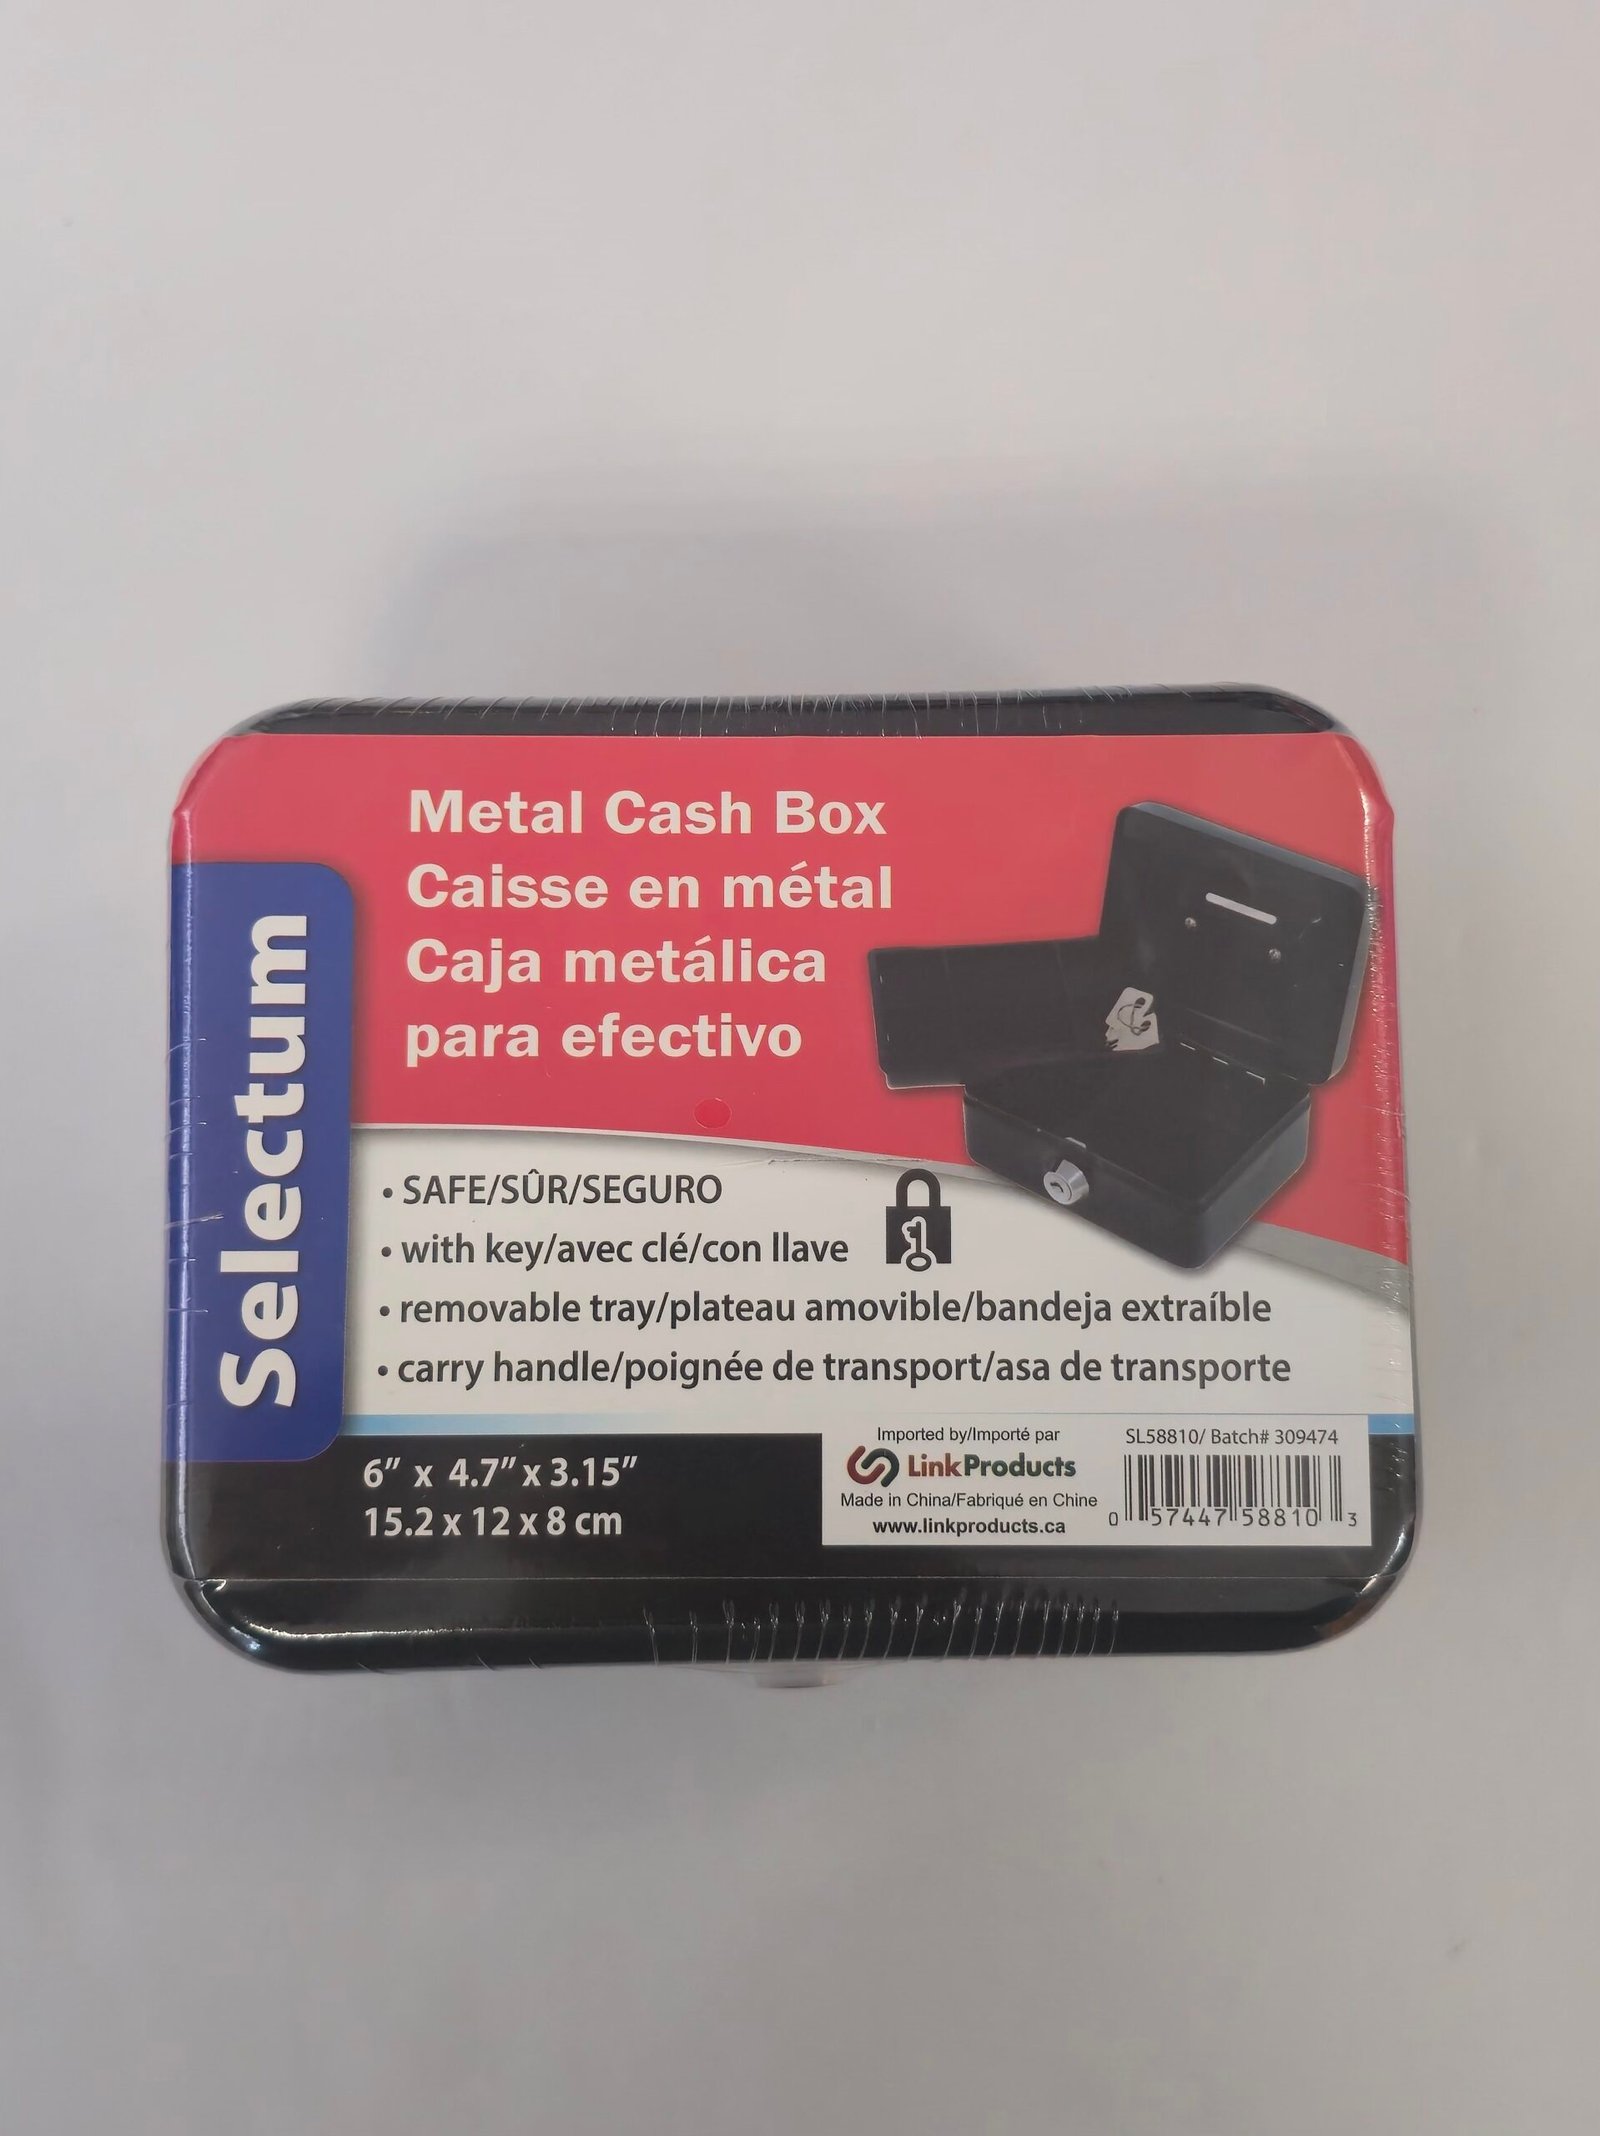 Selectum
Metal Cash Box
Caisse en métal
Caja metálica
para efectivo
• SAFE/SÛR/SEGURO
• with key/avec clé/con llave
• removable tray/plateau amovible/bandeja extraíble
• carry handle/poignée de transport/asa de transporte
6” x 4.7” x 3.15”
15.2 x 12 x 8 cm
Imported by/Importé par
LinkProducts
Made in China/Fabriqué en Chine
www.linkproducts.ca
SL58810/ Batch# 309474
0 57447 58810 3